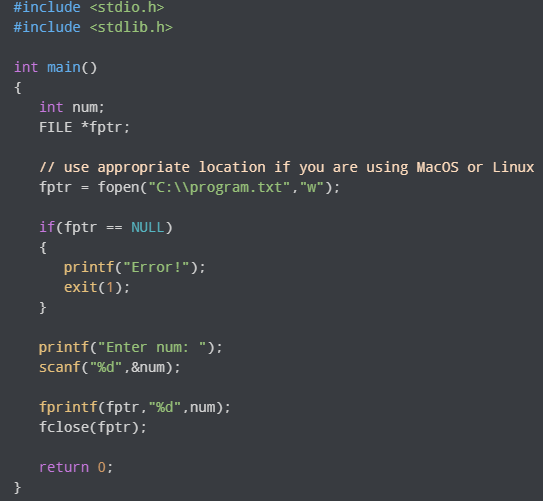 #include <stdio.h>
#include <stdlib.h>
int main()
{
int num;
FILE *fptr;
// use appropriate location if you are using MacOS or Linux
fptr = fopen("C:\\program.txt","w");
if(fptr == NULL)
{
printf("Error!");
exit(1);
}
printf("Enter num: ");
scanf("%d",&num);
fprintf(fptr,"%d",num);
fclose(fptr);
return 0;
}